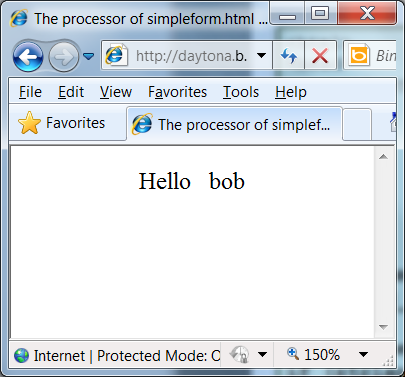 The processor of simpleform.html ...
http://daytona.b.
Bin
File Edit View Favorites Tools Help
Favorites
The processor of simplef...
Hello bob
Internet | Protected Mode: O
150%